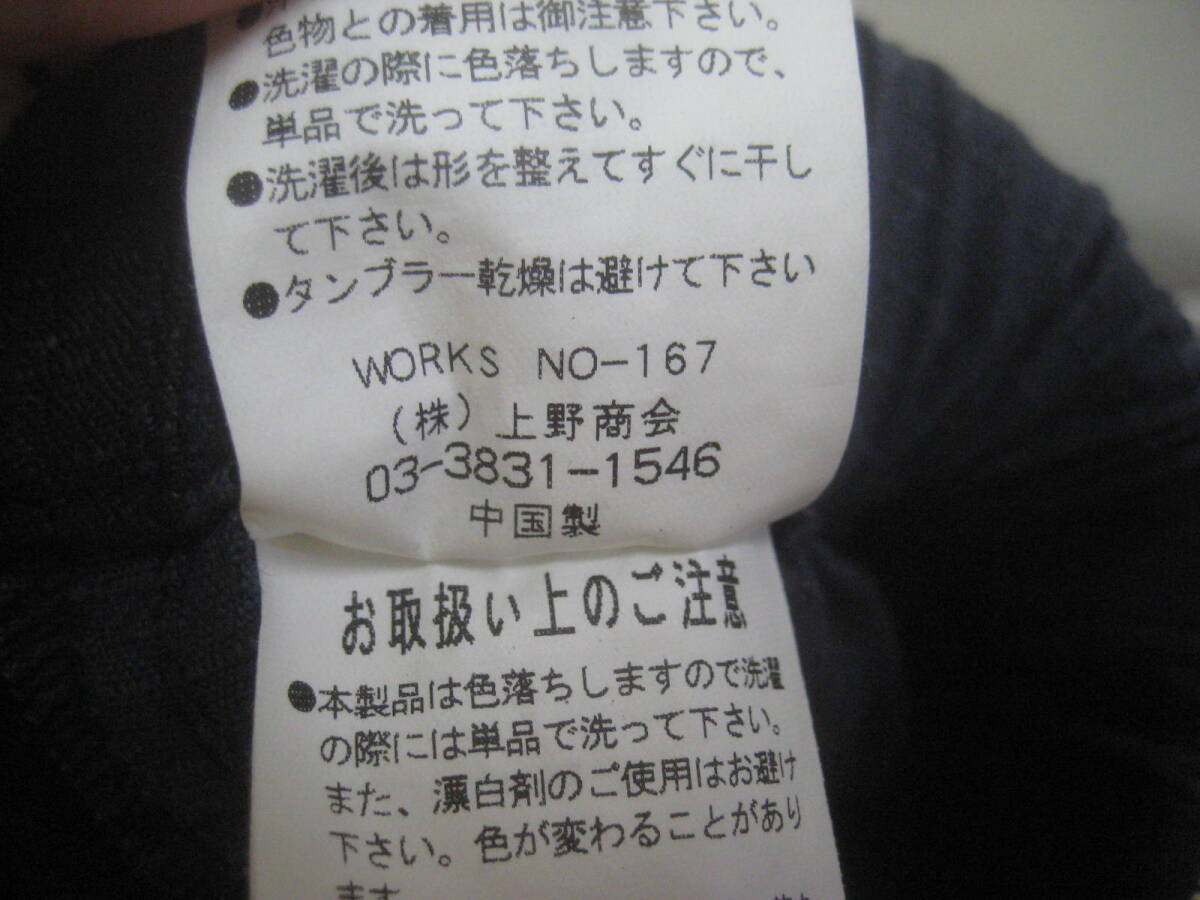 色物との着用は御注意下さい。
●洗濯の際に色落ちしますので、
単品で洗って下さい。
●洗濯後は形を整えてすぐに干し
て下さい。
●タンブラー乾燥は避けて下さい
WORKS NO-167
(株)上野商会
03-3831-1546
中国製
お取扱い上のご注意
●本製品は色落ちしますので洗濯
の際には単品で洗って下さい。
また、漂白剤のご使用はお避け
下さい。色が変わることがあり
ます